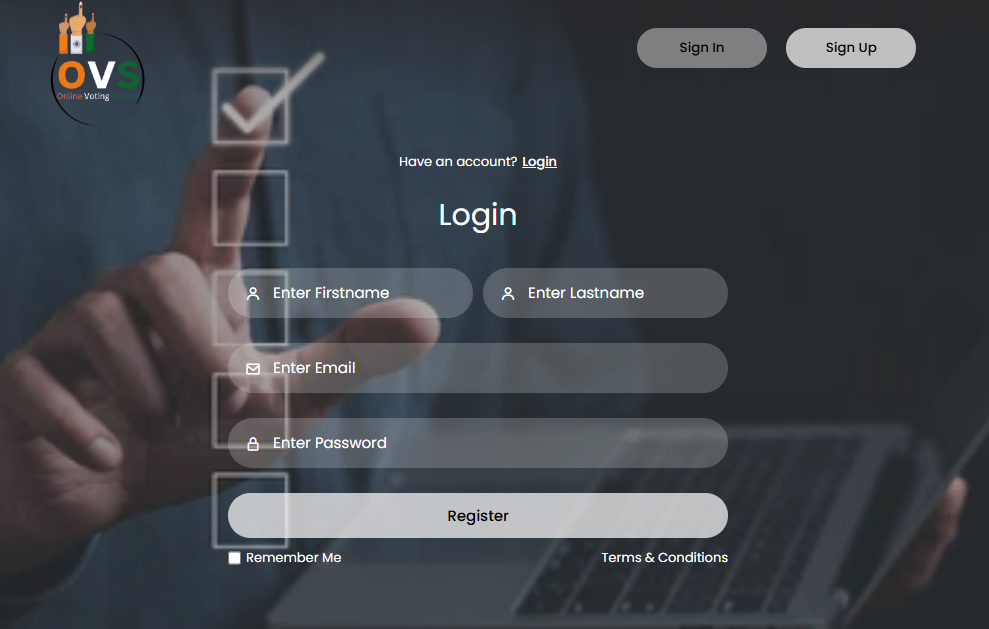 OVS
Online Voting
Sign In
Sign Up
Have an account? Login
Login
Enter Firstname
Enter Lastname
Enter Email
Enter Password
Register
Remember Me
Terms & Conditions